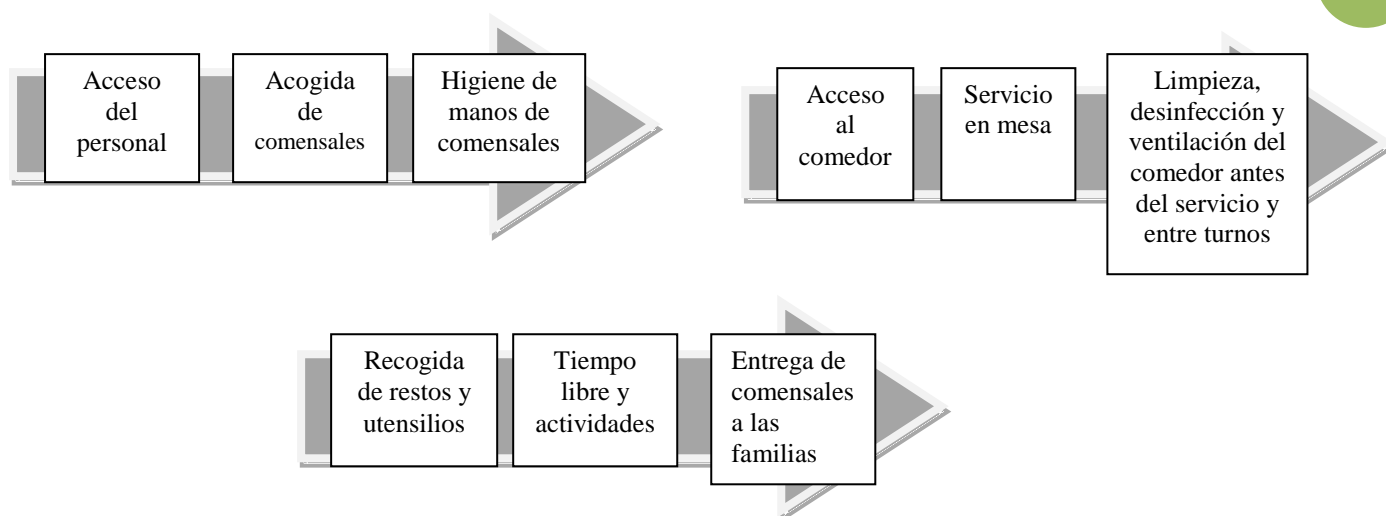 Acceso
del
personal
Acogida
de
comensales
Higiene de
manos de
comensales
Acceso
al
comedor
Servicio
en mesa
Limpieza,
desinfección y
ventilación del
comedor antes
del servicio y
entre turnos
Recogida
de restos y
utensilios
Tiempo
libre y
actividades
Entrega de
comensales
a las
familias